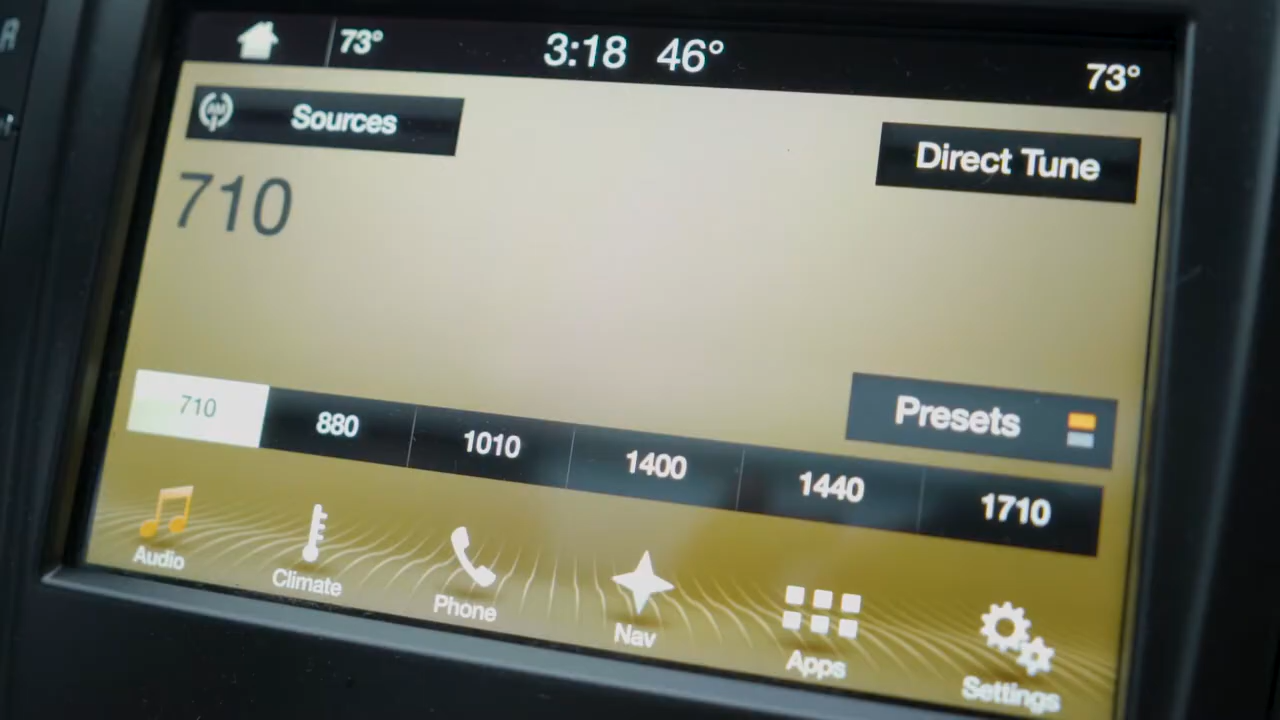 73° 3:18 46° 73°
Sources
Direct Tune
710
Presets
710 880 1010 1400 1440 1710
Audio Climate Phone Nav Apps Settings